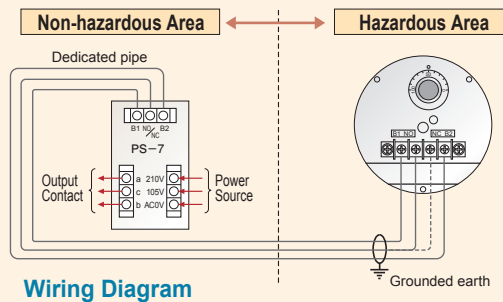 Non-hazardous Area
Hazardous Area
Dedicated pipe
B1 NO/NC B2
PS-7
Output Contact
a 210V
c 105V
b AC0V
Power Source
B1 NO
NC B2
Grounded earth
Wiring Diagram